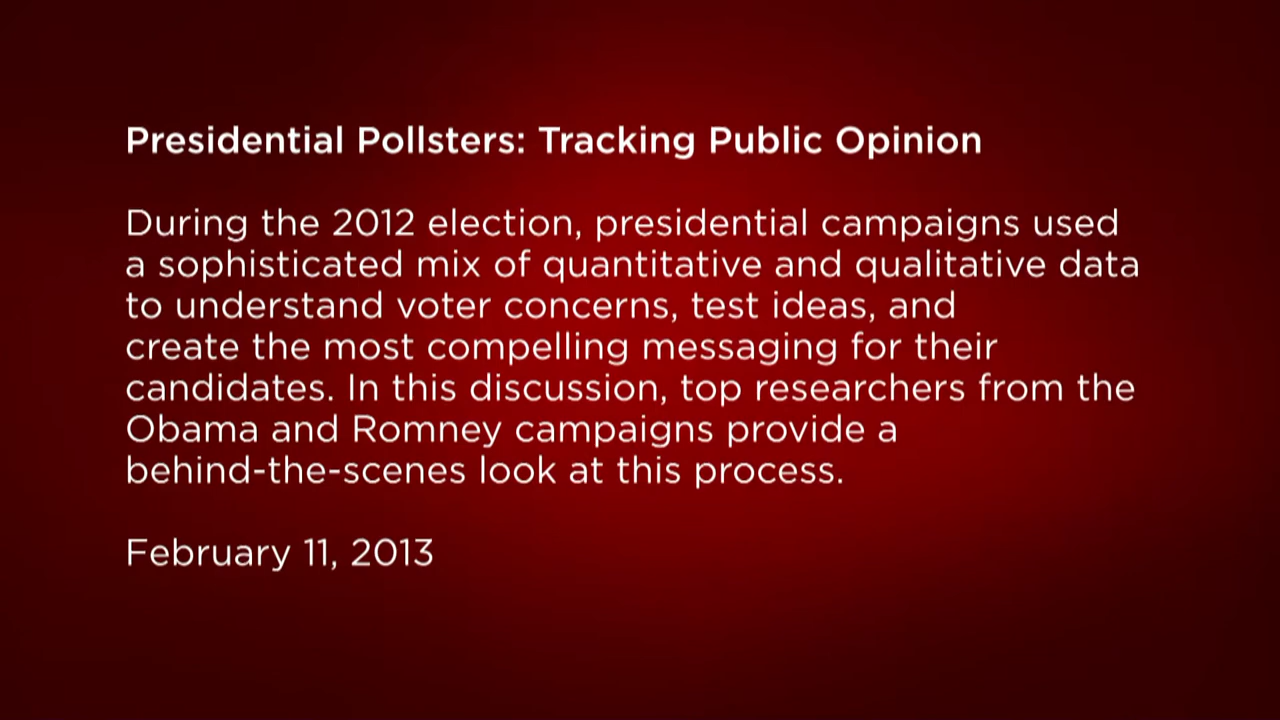 Presidential Pollsters: Tracking Public Opinion
During the 2012 election, presidential campaigns used
a sophisticated mix of quantitative and qualitative data
to understand voter concerns, test ideas, and
create the most compelling messaging for their
candidates. In this discussion, top researchers from the
Obama and Romney campaigns provide a
behind-the-scenes look at this process.
February 11, 2013